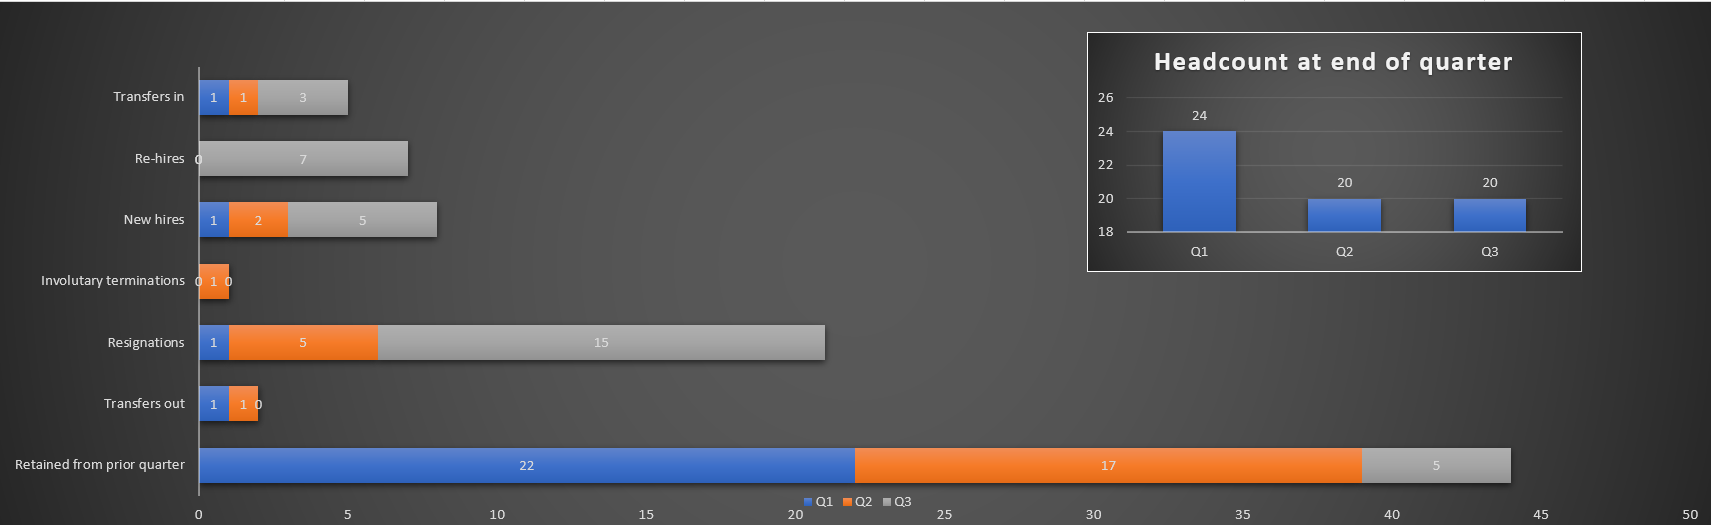 Headcount at end of quarter
26
24
22
20
18
24
20
20
Q1 Q2 Q3
Transfers in 1 1 3
Re-hires 0 7
New hires 1 2 5
Involutary terminations 0 1 0
Resignations 1 5 15
Transfers out 1 1 0
Retained from prior quarter 22 17 5
Q1 Q2 Q3
0 5 10 15 20 25 30 35 40 45 50